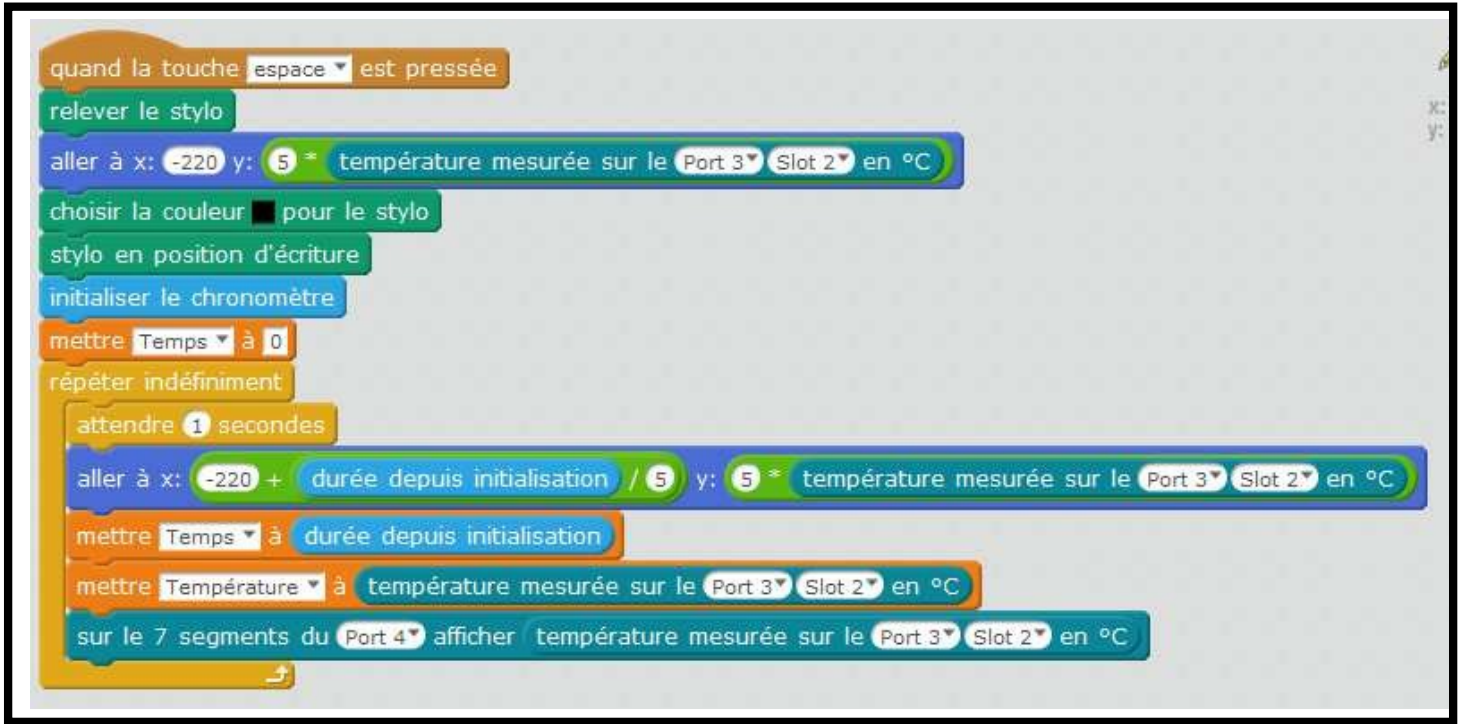 quand la touche espace est pressée
relever le stylo
aller à x: -220 y: 5 * température mesurée sur le Port 3 Slot 2 en °C
choisir la couleur pour le stylo
stylo en position d'écriture
initialiser le chronomètre
mettre Temps à 0
répéter indéfiniment
attendre 1 secondes
aller à x: -220 + durée depuis initialisation / 5 y: 5 * température mesurée sur le Port 3 Slot 2 en °C
mettre Temps à durée depuis initialisation
mettre Température à température mesurée sur le Port 3 Slot 2 en °C
sur le 7 segments du Port 4 afficher température mesurée sur le Port 3 Slot 2 en °C
x:
y: